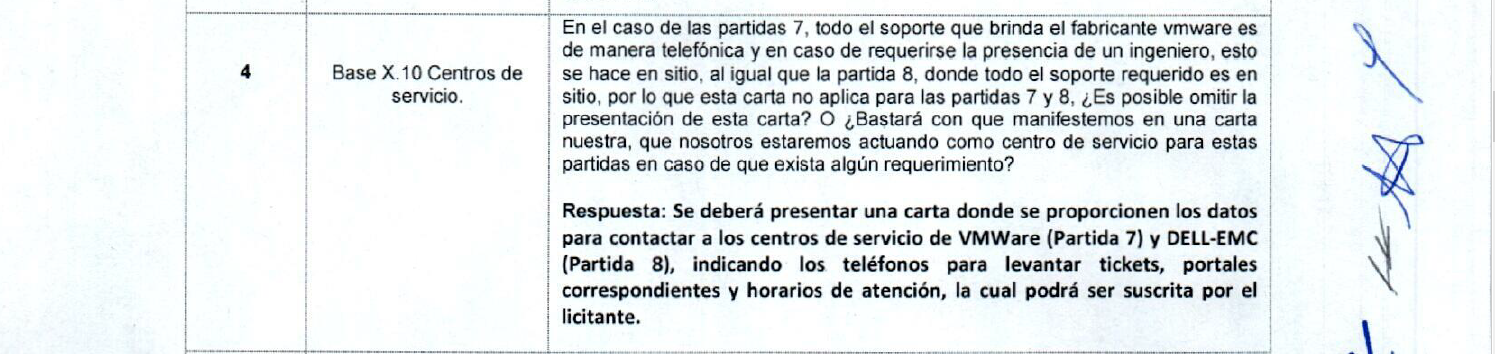 4
Base X.10 Centros de
servicio.
En el caso de las partidas 7, todo el soporte que brinda el fabricante vmware es
de manera telefónica y en caso de requerirse la presencia de un ingeniero, esto
se hace en sitio, al igual que la partida 8, donde todo el soporte requerido es en
sitio, por lo que esta carta no aplica para las partidas 7 y 8, ¿Es posible omitir la
presentación de esta carta? O ¿Bastará con que manifestemos en una carta
nuestra, que nosotros estaremos actuando como centro de servicio para estas
partidas en caso de que exista algún requerimiento?
Respuesta: Se deberá presentar una carta donde se proporcionen los datos
para contactar a los centros de servicio de VMWare (Partida 7) y DELL-EMC
(Partida 8), indicando los teléfonos para levantar tickets, portales
correspondientes y horarios de atención, la cual podrá ser suscrita por el
licitante.